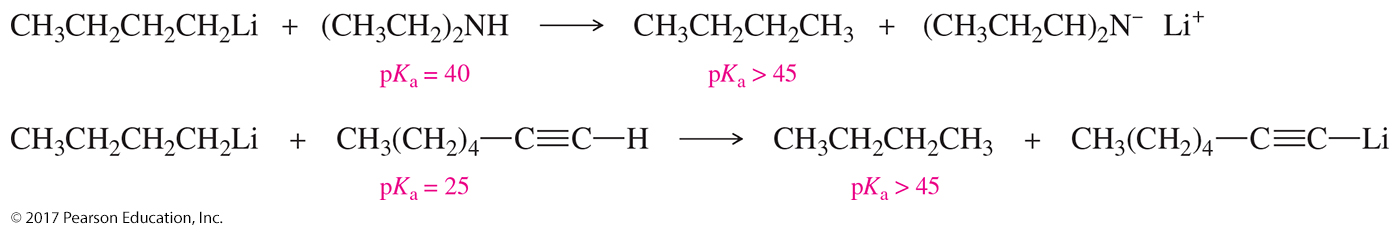 CH₃CH₂CH₂CH₂Li + (CH₃CH₂)₂NH ⟶ CH₃CH₂CH₂CH₃ + (CH₃CH₂CH)₂N⁻ Li⁺
pKₐ = 40 pKₐ > 45
CH₃CH₂CH₂CH₂Li + CH₃(CH₂)₄—C≡C—H ⟶ CH₃CH₂CH₂CH₃ + CH₃(CH₂)₄—C≡C—Li
pKₐ = 25 pKₐ > 45
© 2017 Pearson Education, Inc.